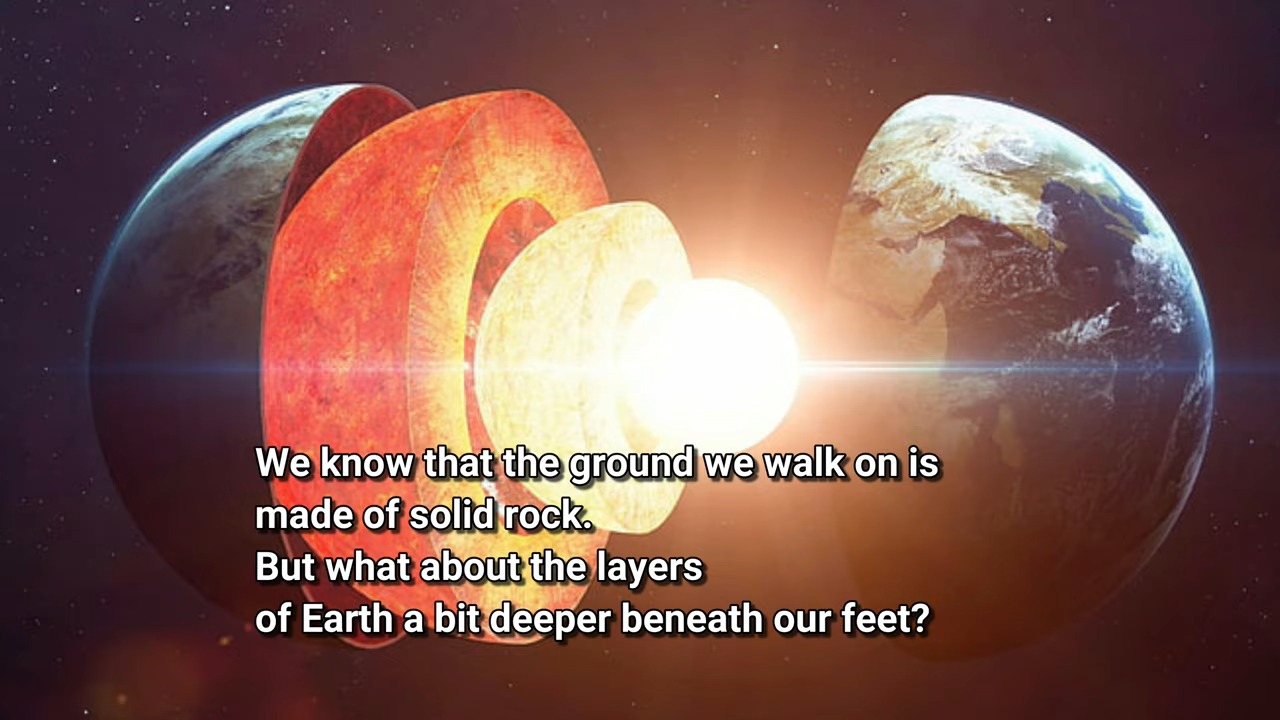 We know that the ground we walk on is
made of solid rock.
But what about the layers
of Earth a bit deeper beneath our feet?